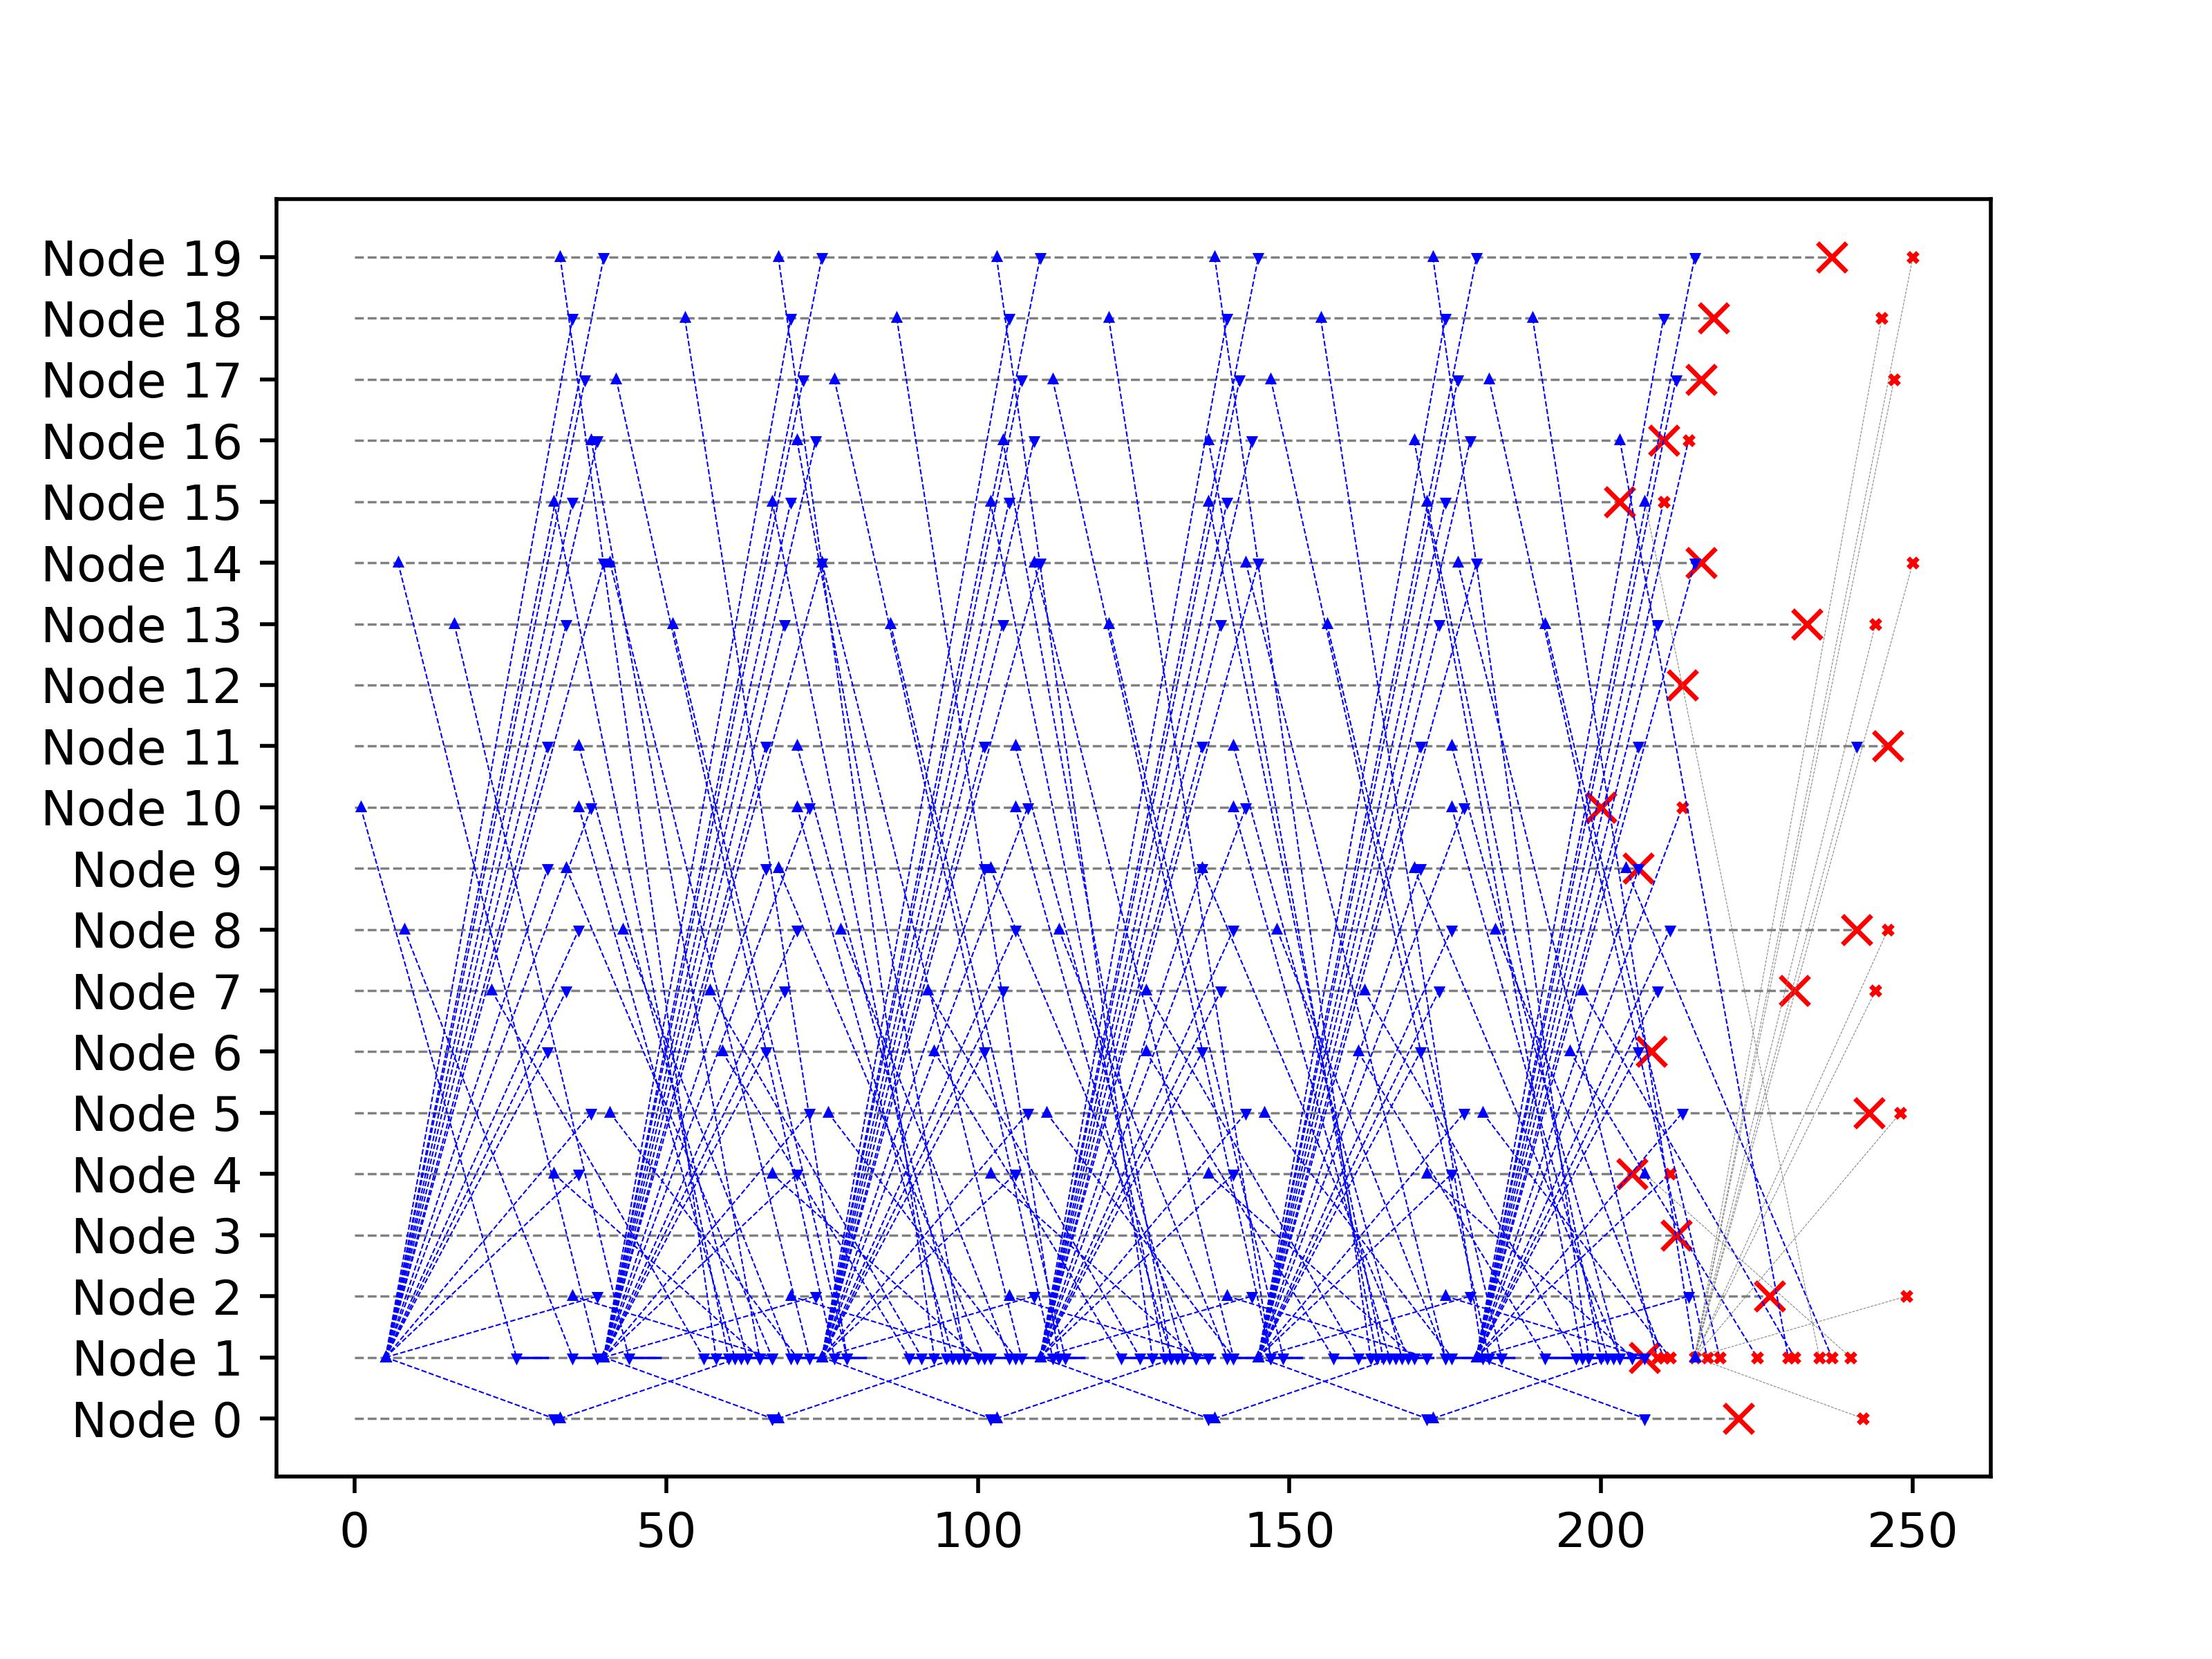 Node 19
Node 18
Node 17
Node 16
Node 15
Node 14
Node 13
Node 12
Node 11
Node 10
Node 9
Node 8
Node 7
Node 6
Node 5
Node 4
Node 3
Node 2
Node 1
Node 0
0 50 100 150 200 250